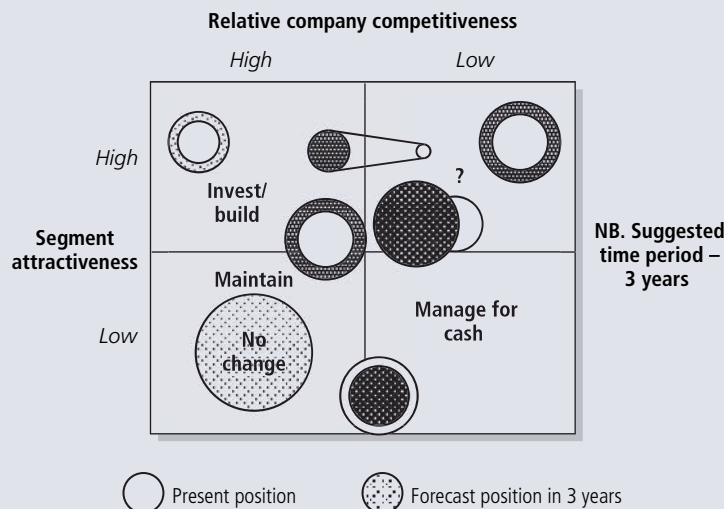 Relative company competitiveness
High
Low
High
?
Invest/
build
Segment
attractiveness
NB. Suggested
time period –
3 years
Maintain
Manage for
cash
Low
No
change
Present position
Forecast position in 3 years